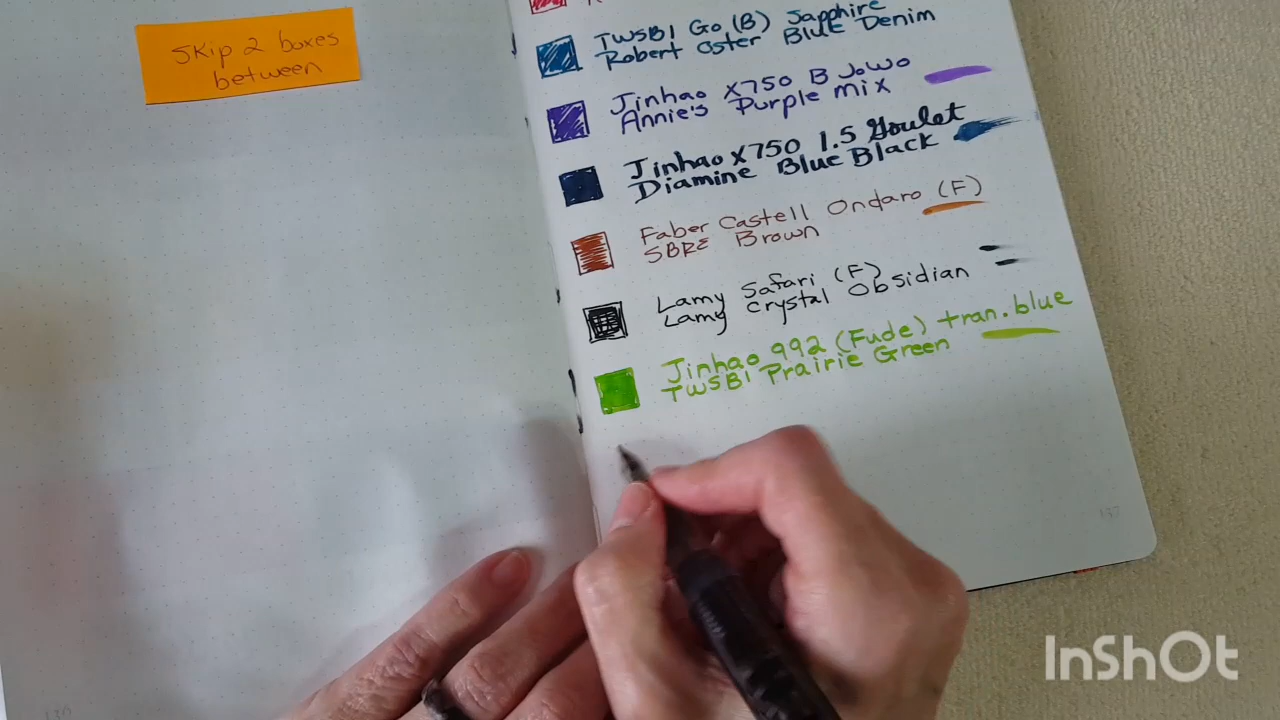 Skip 2 boxes
between
TWSBI Go (B) Sapphire
Robert Oster Blue Denim
Jinhao X750 B Jowo
Annie's Purple mix
Jinhao X750 1.5 Goulet
Diamine Blue Black
Faber Castell Ondaro (F)
SBRE Brown
Lamy Safari (F)
Lamy Crystal Obsidian
Jinhao 992 (Fude) tran. blue
TWSBI Prairie Green
137
InShOt